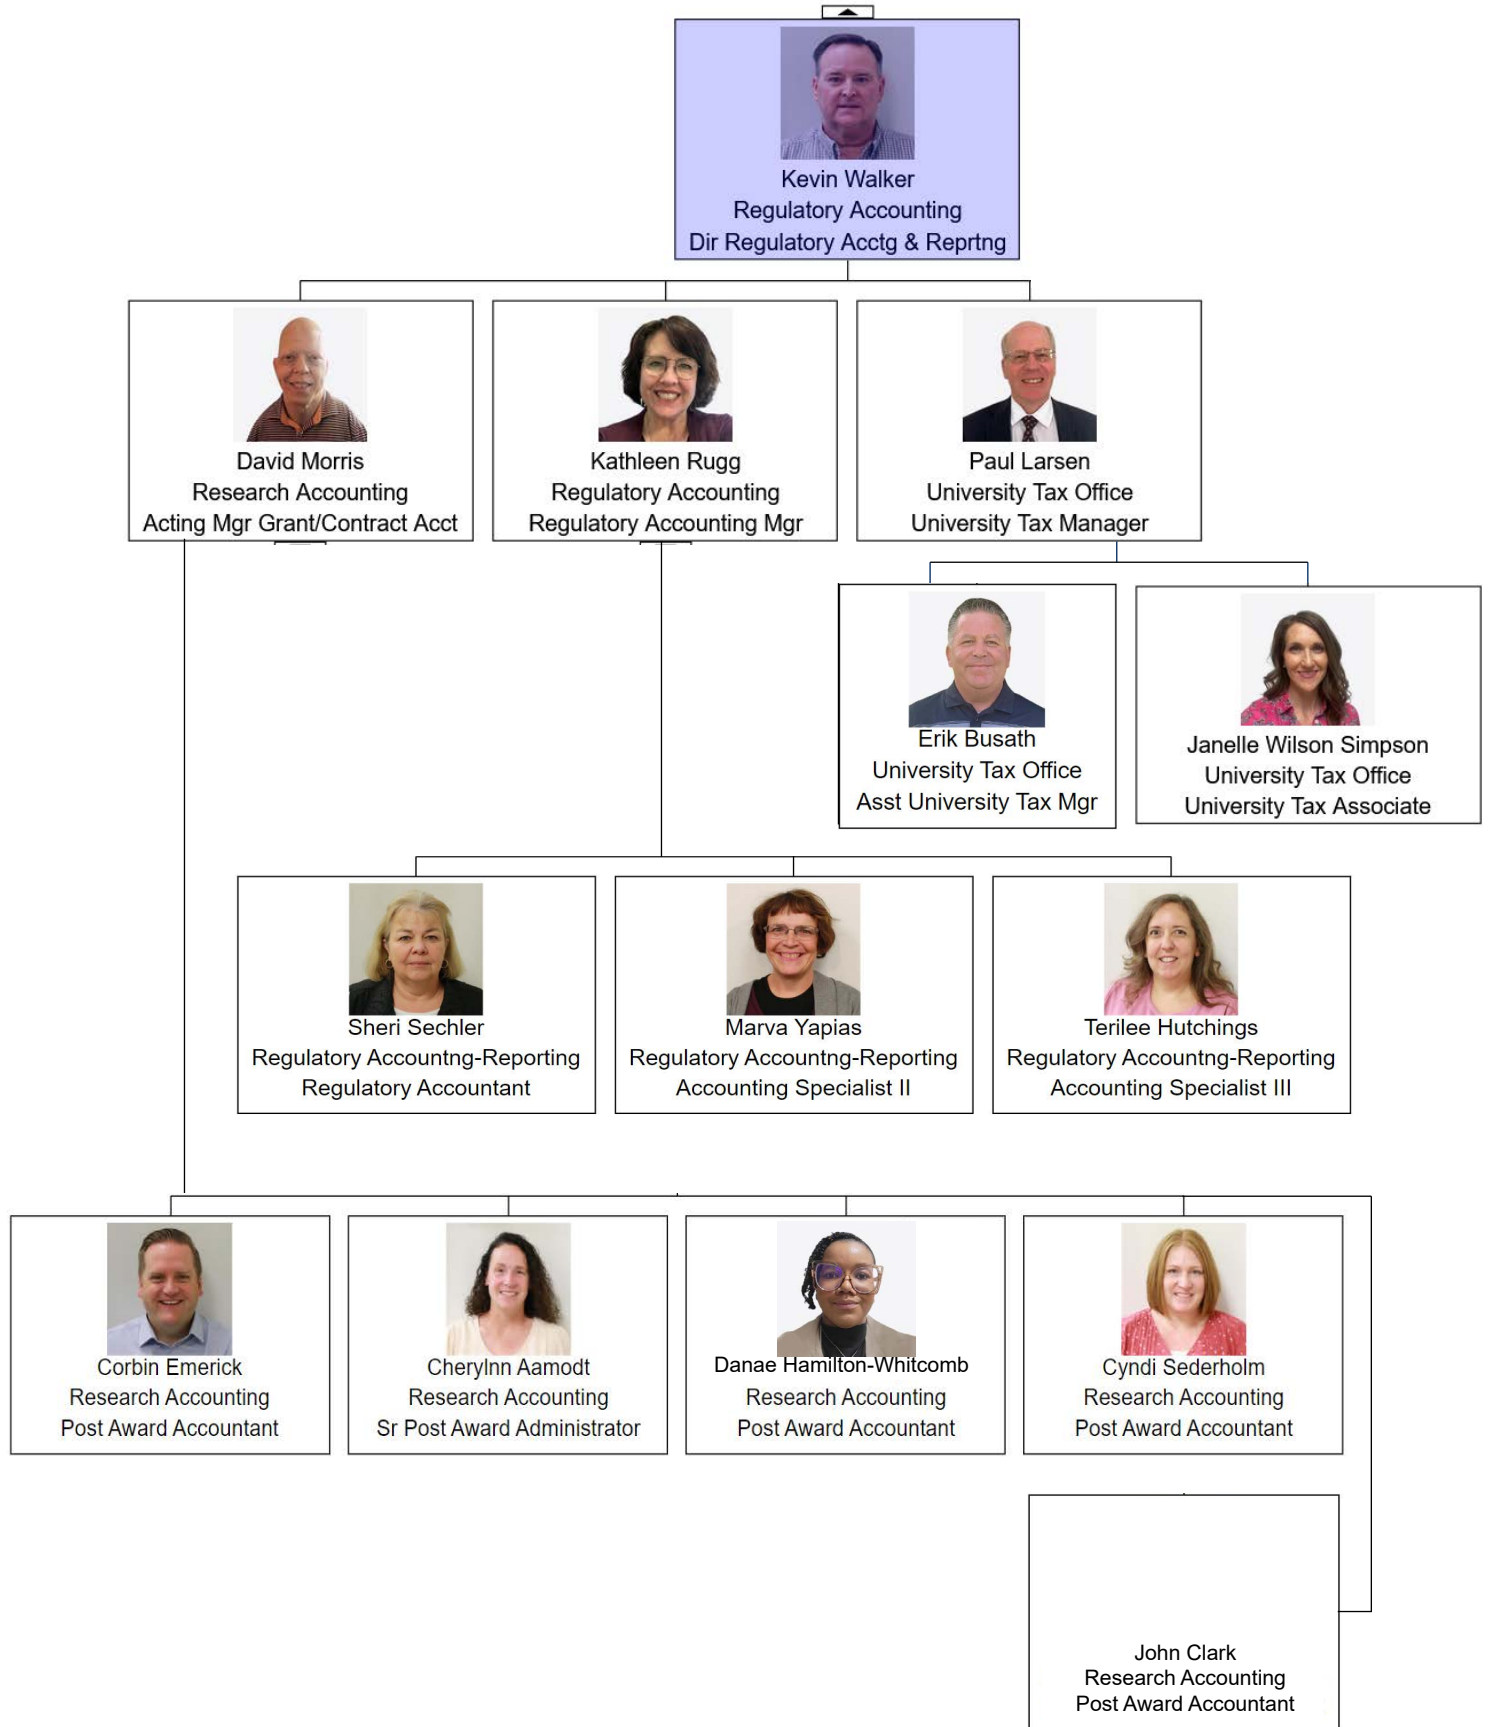 Kevin Walker
Regulatory Accounting
Dir Regulatory Acctg & Reprtng
David Morris
Research Accounting
Acting Mgr Grant/Contract Acct
Kathleen Rugg
Regulatory Accounting
Regulatory Accounting Mgr
Paul Larsen
University Tax Office
University Tax Manager
Erik Busath
University Tax Office
Asst University Tax Mgr
Janelle Wilson Simpson
University Tax Office
University Tax Associate
Sheri Sechler
Regulatory Accountng-Reporting
Regulatory Accountant
Marva Yapias
Regulatory Accountng-Reporting
Accounting Specialist II
Terilee Hutchings
Regulatory Accountng-Reporting
Accounting Specialist III
Corbin Emerick
Research Accounting
Post Award Accountant
Cherylnn Aamodt
Research Accounting
Sr Post Award Administrator
Danae Hamilton-Whitcomb
Research Accounting
Post Award Accountant
Cyndi Sederholm
Research Accounting
Post Award Accountant
John Clark
Research Accounting
Post Award Accountant